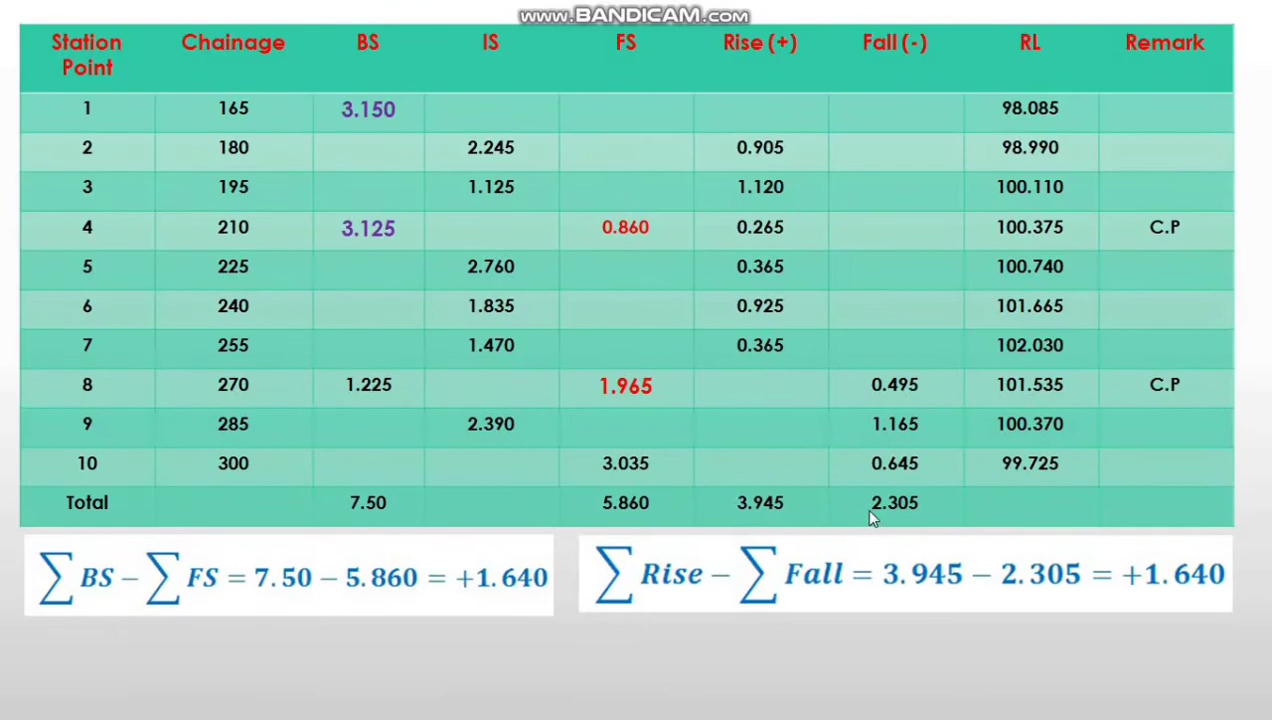 www.BANDICAM.com
Station Point Chainage BS IS FS Rise (+) Fall (-) RL Remark
1 165 3.150 98.085
2 180 2.245 0.905 98.990
3 195 1.125 1.120 100.110
4 210 3.125 0.860 0.265 100.375 C.P
5 225 2.760 0.365 100.740
6 240 1.835 0.925 101.665
7 255 1.470 0.365 102.030
8 270 1.225 1.965 0.495 101.535 C.P
9 285 2.390 1.165 100.370
10 300 3.035 0.645 99.725
Total 7.50 5.860 3.945 2.305
∑ BS − ∑ FS = 7.50 − 5.860 = +1.640
∑ Rise − ∑ Fall = 3.945 − 2.305 = +1.640